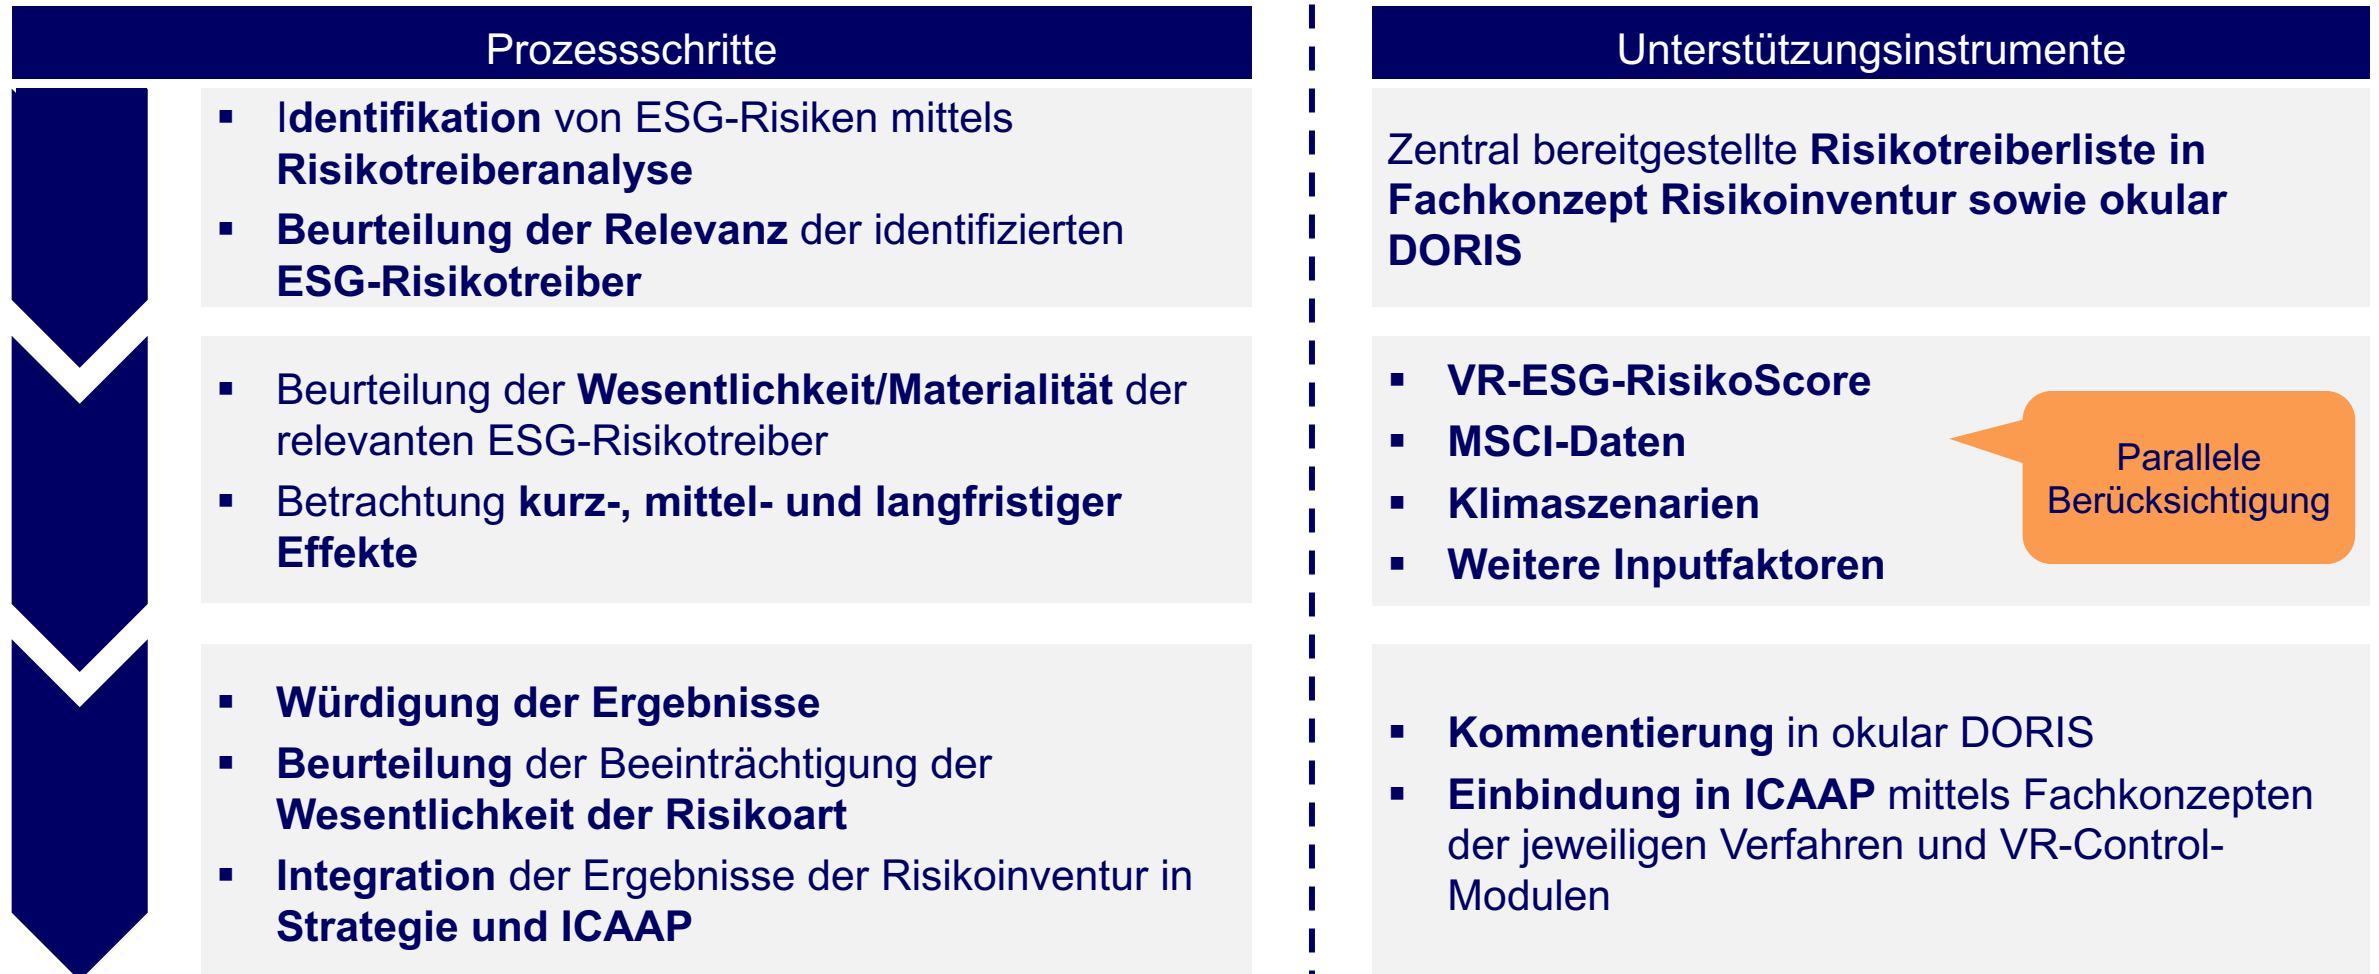 Prozessschritte
▪ Identifikation von ESG-Risiken mittels
Risikotreiberanalyse
▪ Beurteilung der Relevanz der identifizierten
ESG-Risikotreiber
▪ Beurteilung der Wesentlichkeit/Materialität der
relevanten ESG-Risikotreiber
▪ Betrachtung kurz-, mittel- und langfristiger
Effekte
▪ Würdigung der Ergebnisse
▪ Beurteilung der Beeinträchtigung der
Wesentlichkeit der Risikoart
▪ Integration der Ergebnisse der Risikoinventur in
Strategie und ICAAP
Unterstützungsinstrumente
Zentral bereitgestellte Risikotreiberliste in
Fachkonzept Risikoinventur sowie okular
DORIS
▪ VR-ESG-RisikoScore
▪ MSCI-Daten
▪ Klimaszenarien
▪ Weitere Inputfaktoren
Parallele
Berücksichtigung
▪ Kommentierung in okular DORIS
▪ Einbindung in ICAAP mittels Fachkonzepten
der jeweiligen Verfahren und VR-Control-
Modulen